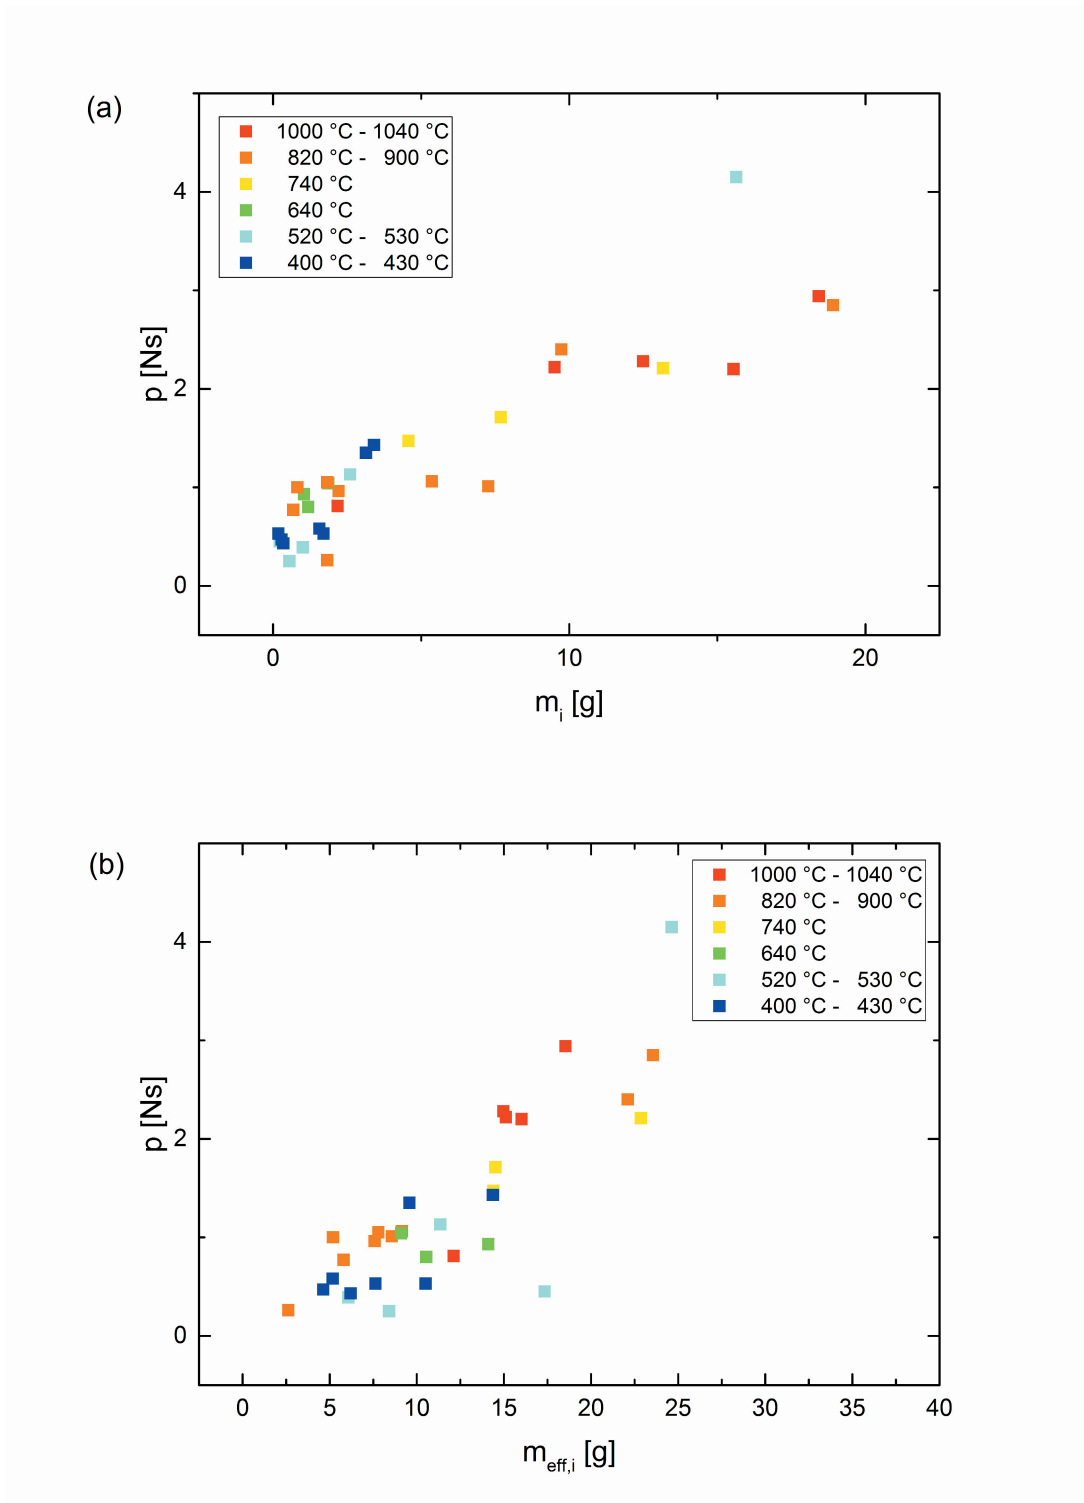 (a)
1000 °C - 1040 °C
820 °C - 900 °C
740 °C
640 °C
520 °C - 530 °C
400 °C - 430 °C
4
2
0
p [Ns]
0 10 20
mᵢ [g]
(b)
1000 °C - 1040 °C
820 °C - 900 °C
740 °C
640 °C
520 °C - 530 °C
400 °C - 430 °C
4
2
0
p [Ns]
0 5 10 15 20 25 30 35 40
m_eff,i [g]